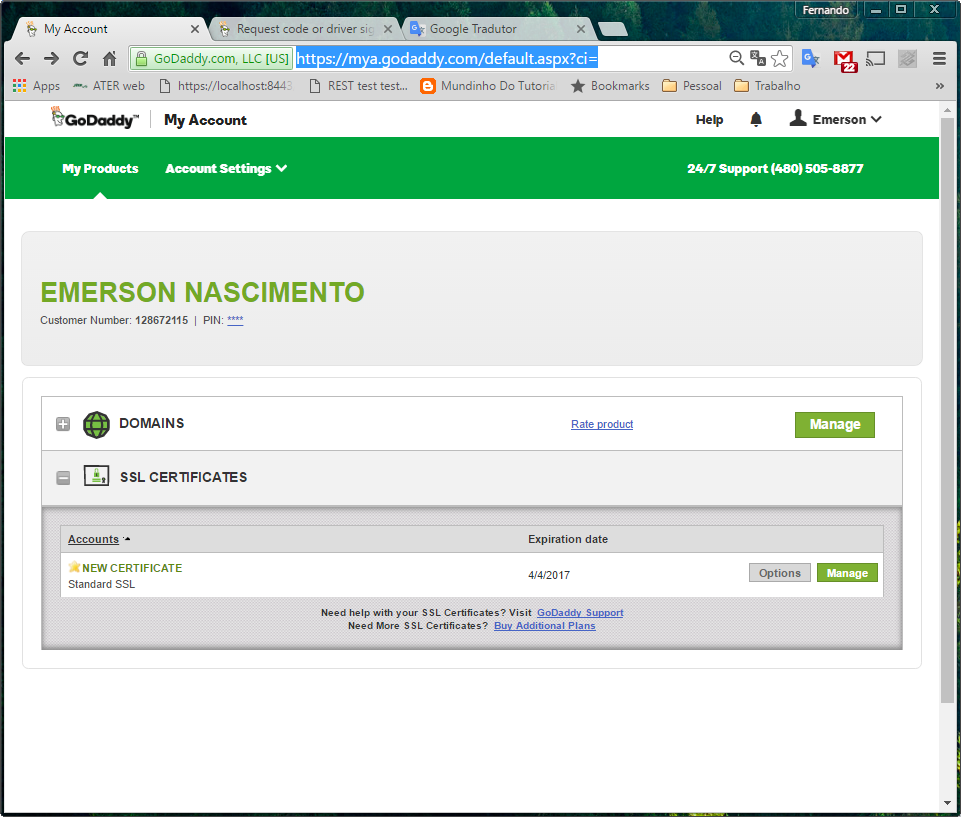 Fernando
My Account
Request code or driver sig
Google Tradutor
GoDaddy.com, LLC [US] https://mya.godaddy.com/default.aspx?ci=
22
Apps ATER web https://localhost:8443 REST test test... Mundinho Do Tutoria Bookmarks Pessoal Trabalho »
GoDaddy™ My Account Help Emerson
My Products Account Settings 24/7 Support (480) 505-8877
EMERSON NASCIMENTO
Customer Number: 128672115 | PIN: ****
DOMAINS Rate product Manage
SSL CERTIFICATES
Accounts Expiration date
NEW CERTIFICATE
Standard SSL
4/4/2017 Options Manage
Need help with your SSL Certificates? Visit GoDaddy Support
Need More SSL Certificates? Buy Additional Plans